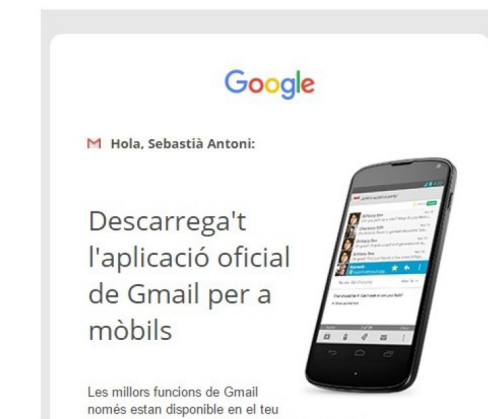 Google
Hola, Sebastià Antoni:
Descarrega't
l'aplicació oficial
de Gmail per a
mòbils
Les millors funcions de Gmail
només estan disponible en el teu